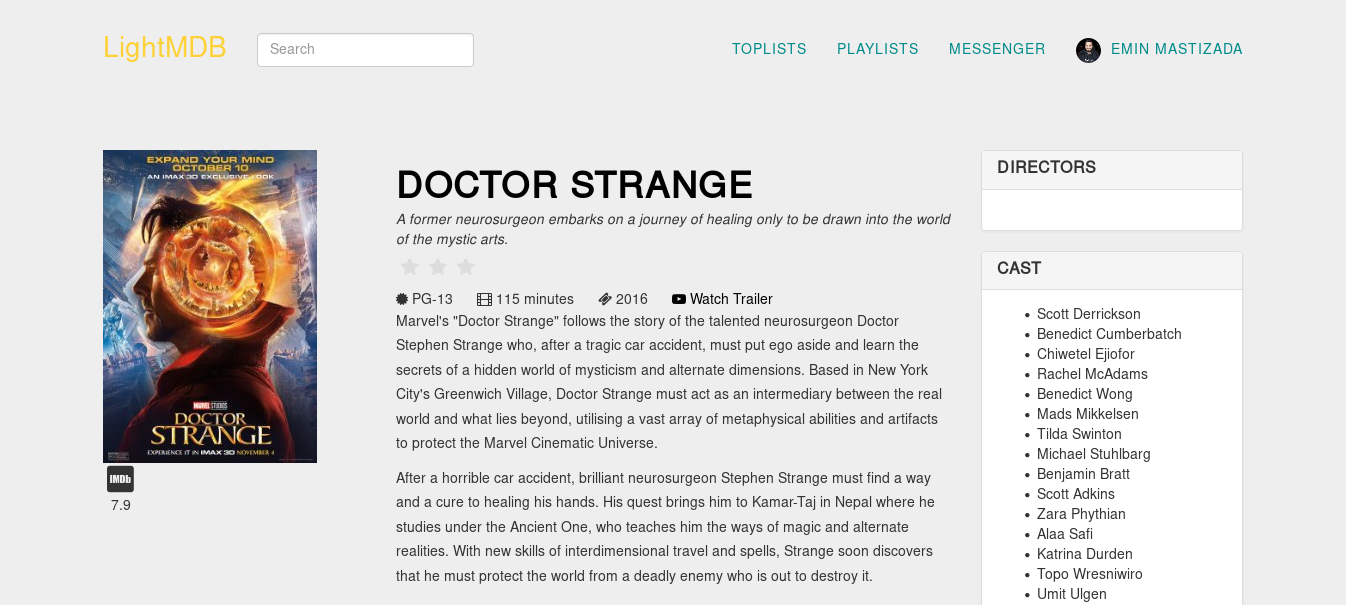 LightMDB
Search
TOPLISTS
PLAYLISTS
MESSENGER
EMIN MASTIZADA
EXPAND YOUR MIND
OCTOBER 10
AN IMAX 3D EXCLUSIVE LOOK
MARVEL STUDIOS
DOCTOR
STRANGE
EXPERIENCE IT IN IMAX 3D NOVEMBER 4
IMDb
7.9
DOCTOR STRANGE
A former neurosurgeon embarks on a journey of healing only to be drawn into the world
of the mystic arts.
PG-13 115 minutes 2016 Watch Trailer
Marvel's "Doctor Strange" follows the story of the talented neurosurgeon Doctor
Stephen Strange who, after a tragic car accident, must put ego aside and learn the
secrets of a hidden world of mysticism and alternate dimensions. Based in New York
City's Greenwich Village, Doctor Strange must act as an intermediary between the real
world and what lies beyond, utilising a vast array of metaphysical abilities and artifacts
to protect the Marvel Cinematic Universe.
After a horrible car accident, brilliant neurosurgeon Stephen Strange must find a way
and a cure to healing his hands. His quest brings him to Kamar-Taj in Nepal where he
studies under the Ancient One, who teaches him the ways of magic and alternate
realities. With new skills of interdimensional travel and spells, Strange soon discovers
that he must protect the world from a deadly enemy who is out to destroy it.
DIRECTORS
CAST
Scott Derrickson
Benedict Cumberbatch
Chiwetel Ejiofor
Rachel McAdams
Benedict Wong
Mads Mikkelsen
Tilda Swinton
Michael Stuhlbarg
Benjamin Bratt
Scott Adkins
Zara Phythian
Alaa Safi
Katrina Durden
Topo Wresniwiro
Umit Ulgen